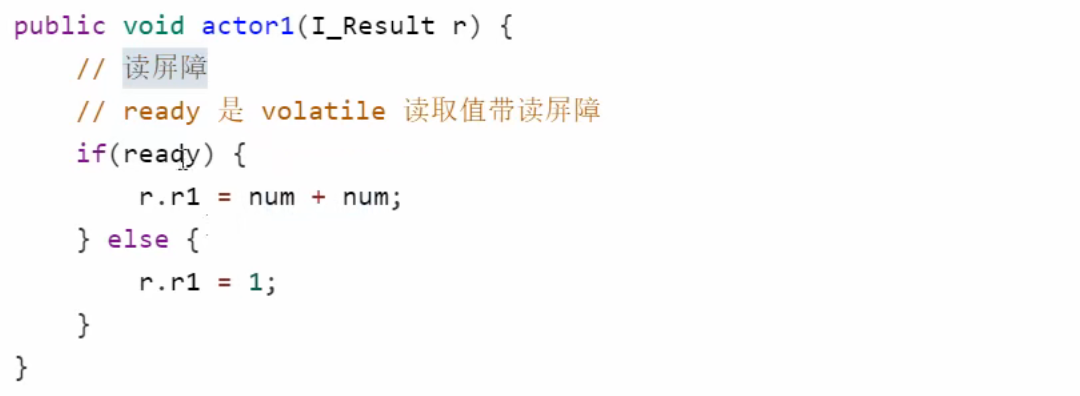 public void actor1(I_Result r) {
// 读屏障
// ready 是 volatile 读取值带读屏障
if(ready) {
r.r1 = num + num;
} else {
r.r1 = 1;
}
}